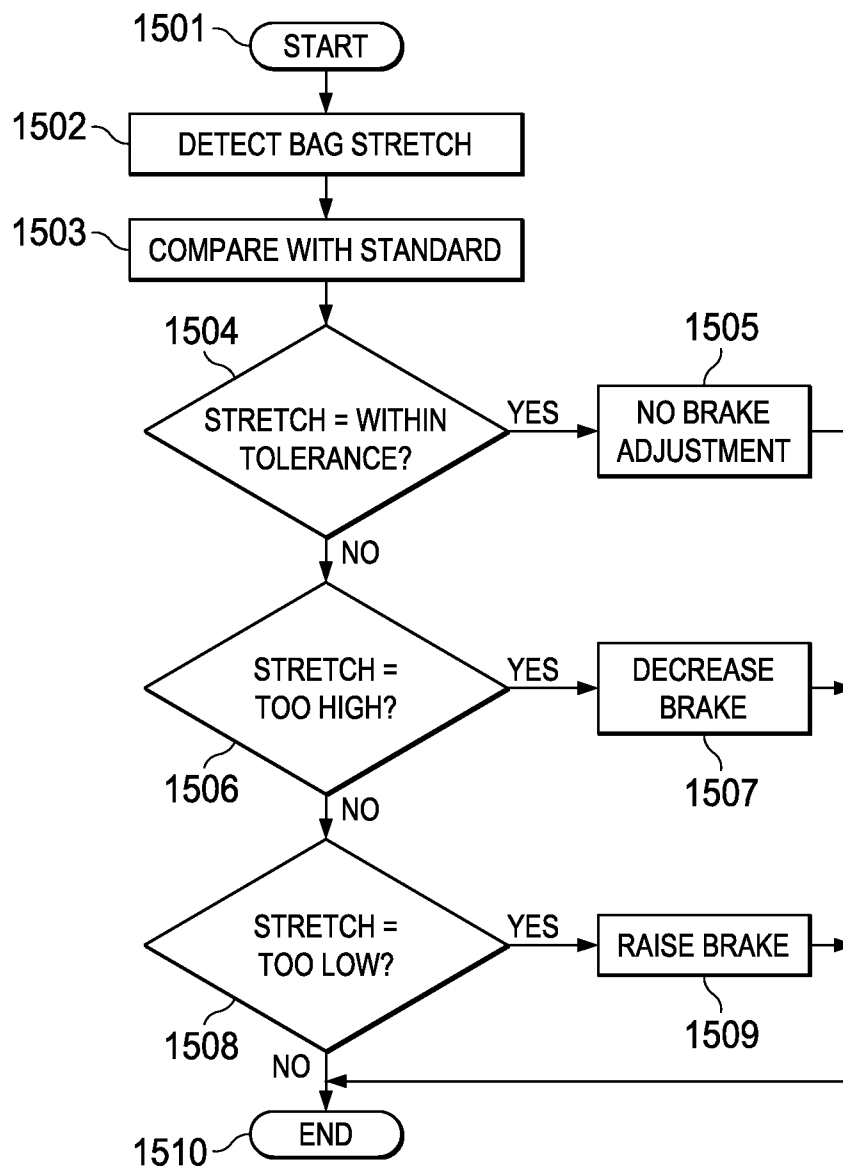 1501
START
1502
DETECT BAG STRETCH
1503
COMPARE WITH STANDARD
1504
STRETCH = WITHIN
TOLERANCE?
YES
1505
NO BRAKE
ADJUSTMENT
NO
STRETCH =
TOO HIGH?
1506
YES
DECREASE
BRAKE
1507
NO
STRETCH =
TOO LOW?
1508
YES
RAISE BRAKE
1509
NO
1510
END